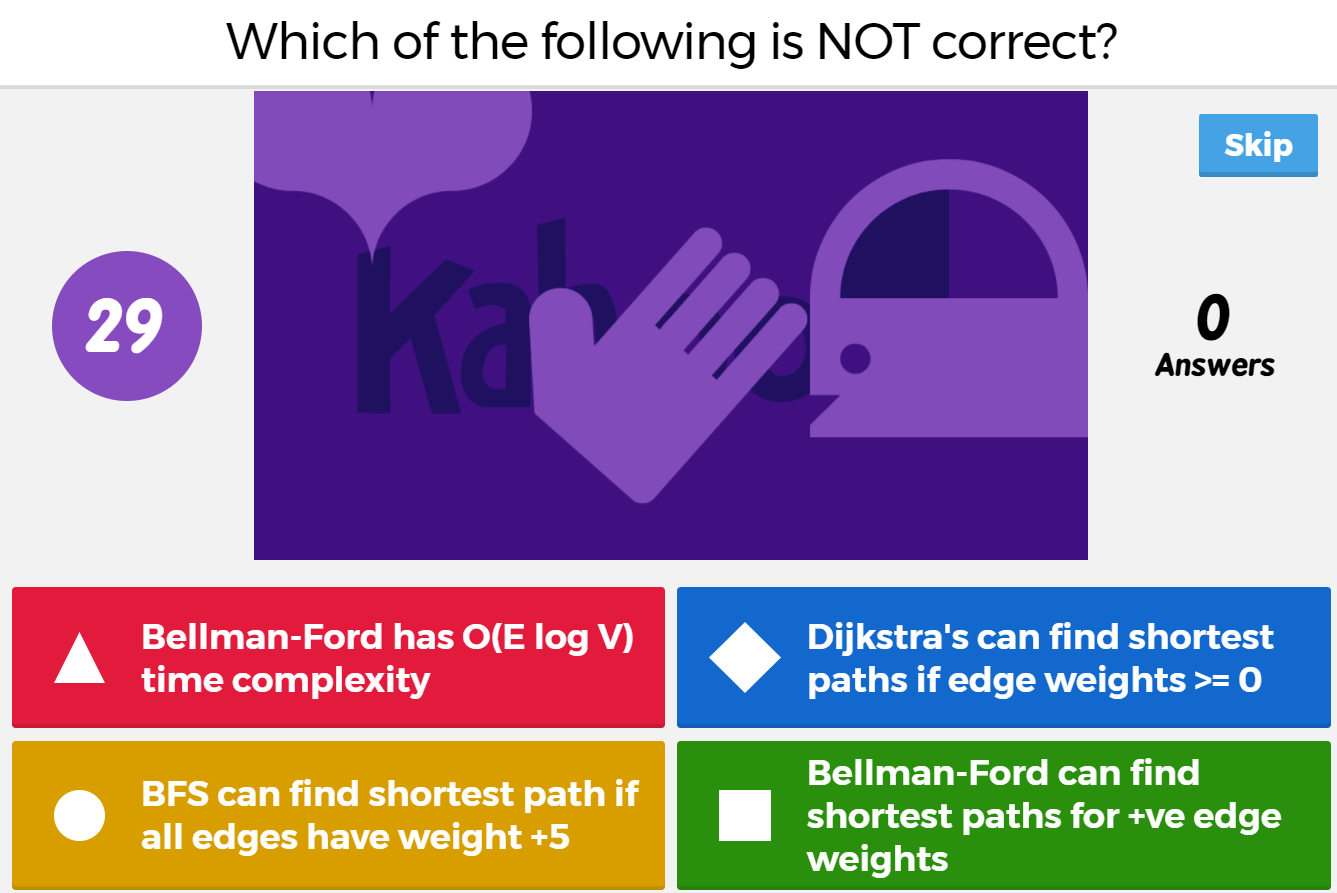 Which of the following is NOT correct?
Skip
29
0
Answers
Bellman-Ford has O(E log V)
time complexity
Dijkstra's can find shortest
paths if edge weights >= 0
BFS can find shortest path if
all edges have weight +5
Bellman-Ford can find
shortest paths for +ve edge
weights